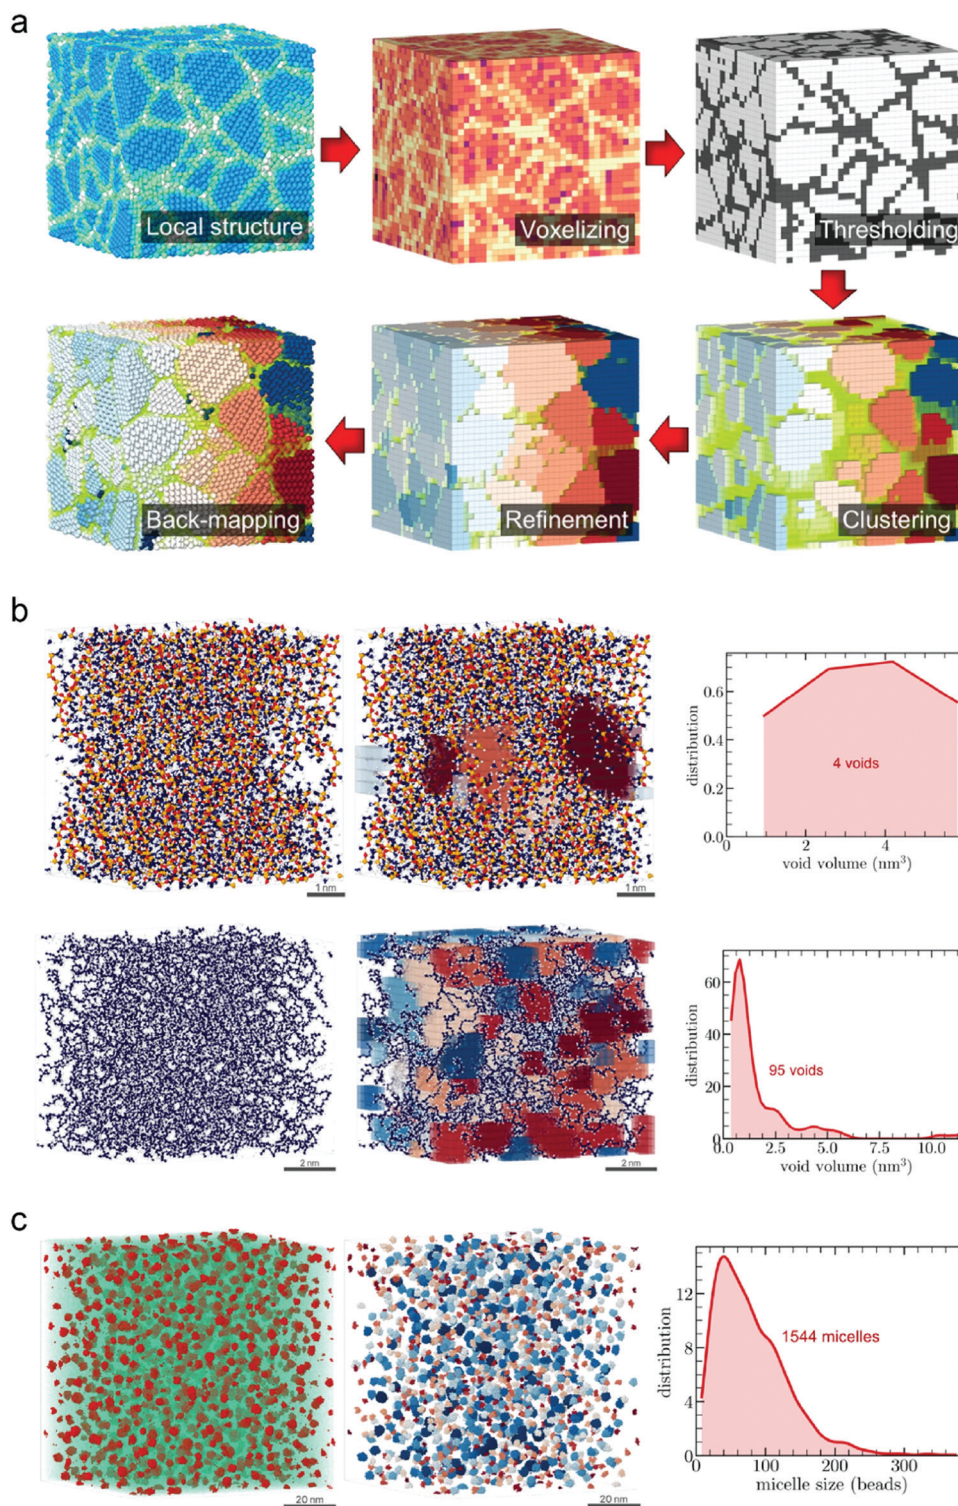 a
Local structure
Voxelizing
Thresholding
Back-mapping
Refinement
Clustering
b
1 nm
1 nm
distribution
0.6
0.4
0.2
0.0
4 voids
0
2
4
void volume (nm³)
2 nm
2 nm
distribution
60
40
20
0
95 voids
0.0
2.5
5.0
7.5
10.0
void volume (nm³)
c
20 nm
20 nm
distribution
12
8
4
0
1544 micelles
0
100
200
300
micelle size (beads)